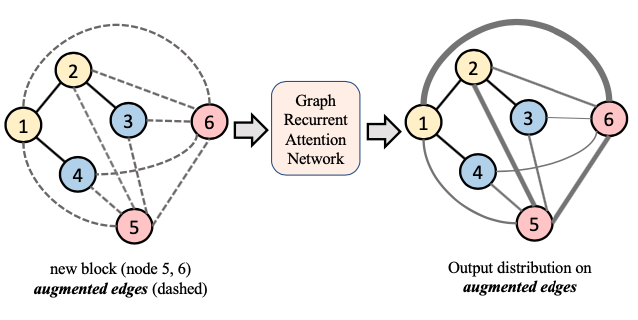 2
1
3
6
4
5
new block (node 5, 6)
augmented edges (dashed)
Graph
Recurrent
Attention
Network
2
1
3
6
4
5
Output distribution on
augmented edges